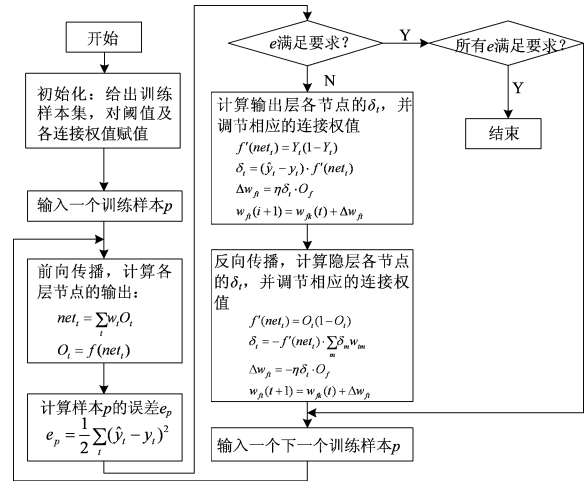 开始
初始化：给出训练
样本集，对阈值及
各连接权值赋值
输入一个训练样本p
前向传播，计算各
层节点的输出：
net_t = ∑_t w_t O_t
O_t = f(net_t)
计算样本p的误差e_p
e_p = 1/2 ∑_t (ŷ_t − y_t)²
e满足要求？
Y
N
计算输出层各节点的δ_t，并
调节相应的连接权值
f′(net_t) = Y_t(1−Y_t)
δ_t = (ŷ_t − y_t)·f′(net_t)
Δw_ft = ηδ_t·O_f
w_ft(i+1) = w_fk(t) + Δw_ft
反向传播，计算隐层各节点
的δ_t，并调节相应的连接权
值
f′(net_t) = O_t(1−O_t)
δ_t = −f′(net_t)·∑_m δ_m w_tm
Δw_ft = −ηδ_t·O_f
w_ft(t+1) = w_fk(t) + Δw_ft
输入一个下一个训练样本p
所有e满足要求？
Y
结束